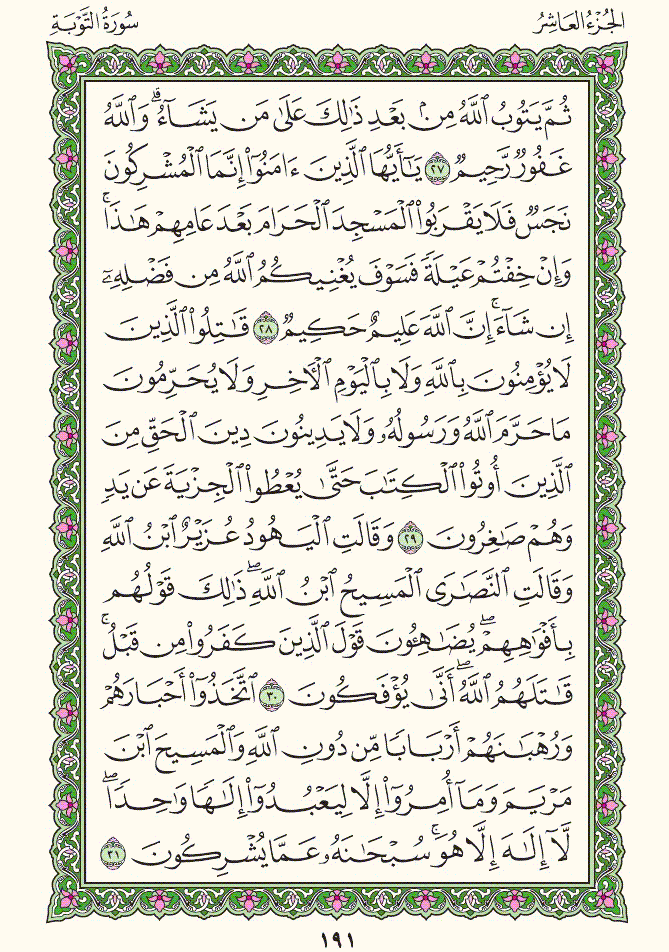 الجُزْءُ العَاشِرُ
سُورَةُ التَّوْبَةِ
ثُمَّ يَتُوبُ ٱللَّهُ مِنۢ بَعْدِ ذَٰلِكَ عَلَىٰ مَن يَشَآءُۗ وَٱللَّهُ
غَفُورٌ رَّحِيمٌ ٢٧ يَٰٓأَيُّهَا ٱلَّذِينَ ءَامَنُوٓا۟ إِنَّمَا ٱلْمُشْرِكُونَ
نَجَسٌ فَلَا يَقْرَبُوا۟ ٱلْمَسْجِدَ ٱلْحَرَامَ بَعْدَ عَامِهِمْ هَٰذَاۚ
وَإِنْ خِفْتُمْ عَيْلَةً فَسَوْفَ يُغْنِيكُمُ ٱللَّهُ مِن فَضْلِهِۦٓ
إِن شَآءَۚ إِنَّ ٱللَّهَ عَلِيمٌ حَكِيمٌ ٢٨ قَٰتِلُوا۟ ٱلَّذِينَ
لَا يُؤْمِنُونَ بِٱللَّهِ وَلَا بِٱلْيَوْمِ ٱلْءَاخِرِ وَلَا يُحَرِّمُونَ
مَا حَرَّمَ ٱللَّهُ وَرَسُولُهُۥ وَلَا يَدِينُونَ دِينَ ٱلْحَقِّ مِنَ
ٱلَّذِينَ أُوتُوا۟ ٱلْكِتَٰبَ حَتَّىٰ يُعْطُوا۟ ٱلْجِزْيَةَ عَن يَدٍ
وَهُمْ صَٰغِرُونَ ٢٩ وَقَالَتِ ٱلْيَهُودُ عُزَيْرٌ ٱبْنُ ٱللَّهِ
وَقَالَتِ ٱلنَّصَٰرَى ٱلْمَسِيحُ ٱبْنُ ٱللَّهِۖ ذَٰلِكَ قَوْلُهُم
بِأَفْوَٰهِهِمْۖ يُضَٰهِـُٔونَ قَوْلَ ٱلَّذِينَ كَفَرُوا۟ مِن قَبْلُۚ
قَٰتَلَهُمُ ٱللَّهُۖ أَنَّىٰ يُؤْفَكُونَ ٣٠ ٱتَّخَذُوٓا۟ أَحْبَارَهُمْ
وَرُهْبَٰنَهُمْ أَرْبَابًا مِّن دُونِ ٱللَّهِ وَٱلْمَسِيحَ ٱبْنَ
مَرْيَمَ وَمَآ أُمِرُوٓا۟ إِلَّا لِيَعْبُدُوٓا۟ إِلَٰهًا وَٰحِدًاۖ
لَّآ إِلَٰهَ إِلَّا هُوَۚ سُبْحَٰنَهُۥ عَمَّا يُشْرِكُونَ ٣١
١٩١